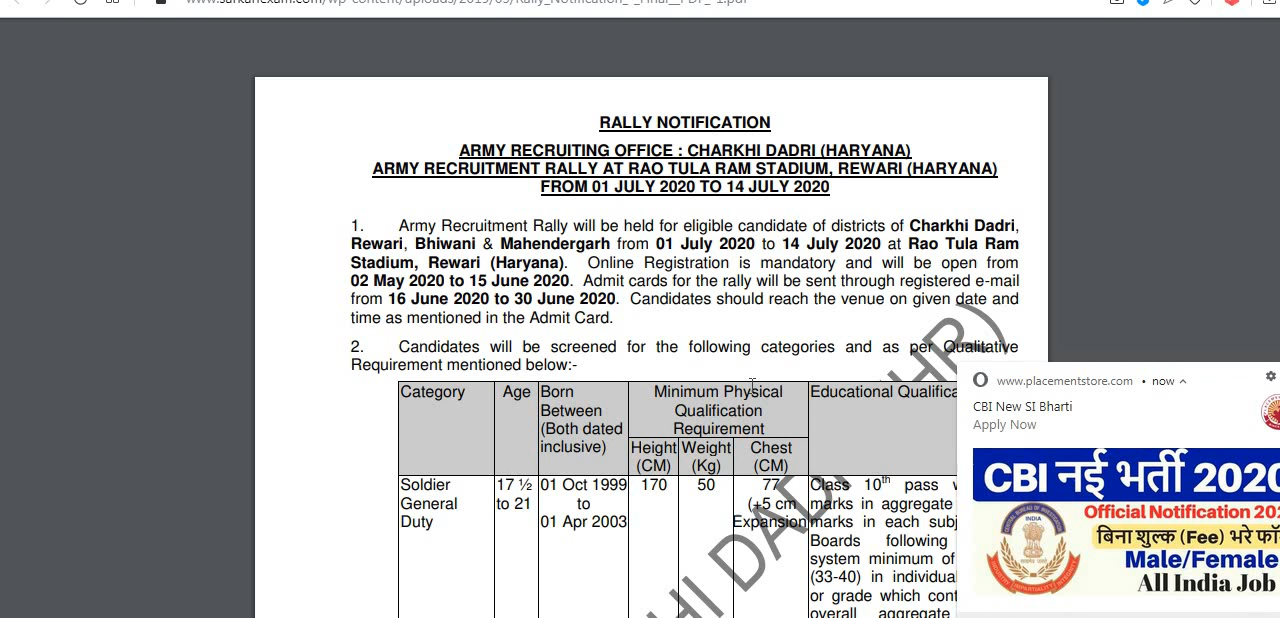 RALLY NOTIFICATION
ARMY RECRUITING OFFICE : CHARKHI DADRI (HARYANA)
ARMY RECRUITMENT RALLY AT RAO TULA RAM STADIUM, REWARI (HARYANA)
FROM 01 JULY 2020 TO 14 JULY 2020
1. Army Recruitment Rally will be held for eligible candidate of districts of Charkhi Dadri,
Rewari, Bhiwani & Mahendergarh from 01 July 2020 to 14 July 2020 at Rao Tula Ram
Stadium, Rewari (Haryana). Online Registration is mandatory and will be open from
02 May 2020 to 15 June 2020. Admit cards for the rally will be sent through registered e-mail
from 16 June 2020 to 30 June 2020. Candidates should reach the venue on given date and
time as mentioned in the Admit Card.
2. Candidates will be screened for the following categories and as per Qualitative
Requirement mentioned below:-
Category
Age
Born
Between
(Both dated
inclusive)
Minimum Physical
Qualification
Requirement
Height
(CM)
Weight
(Kg)
Chest
(CM)
Educational Qualifica
Soldier
General
Duty
17 ½
to 21
01 Oct 1999
to
01 Apr 2003
170
50
77
(+5 cm
Expansion
Class 10th pass
marks in aggregate
marks in each subj
Boards following
system minimum of
(33-40) in individual
or grade which cont
overall aggregate
www.placementstore.com • now
CBI New SI Bharti
Apply Now
CBI नई भर्ती 2020
Official Notification 202
बिना शुल्क (Fee) भरे फॉ
Male/Female
All India Job